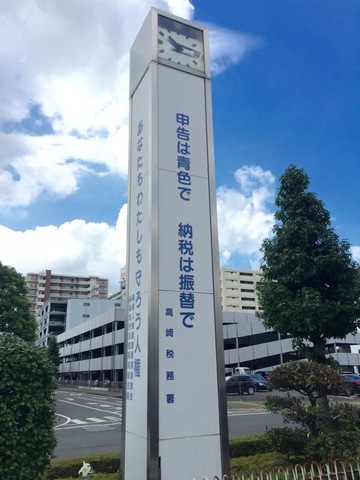 申告は青色で　納税は振替で
高崎税務署
あなたもわたしも守ろう人権